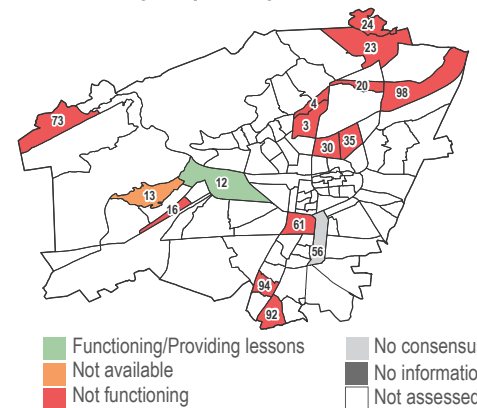 24
23
20
98
4
3
73
30
35
12
13
16
61
56
94
92
Functioning/Providing lessons
Not available
Not functioning
No consensu
No informatio
Not assessed